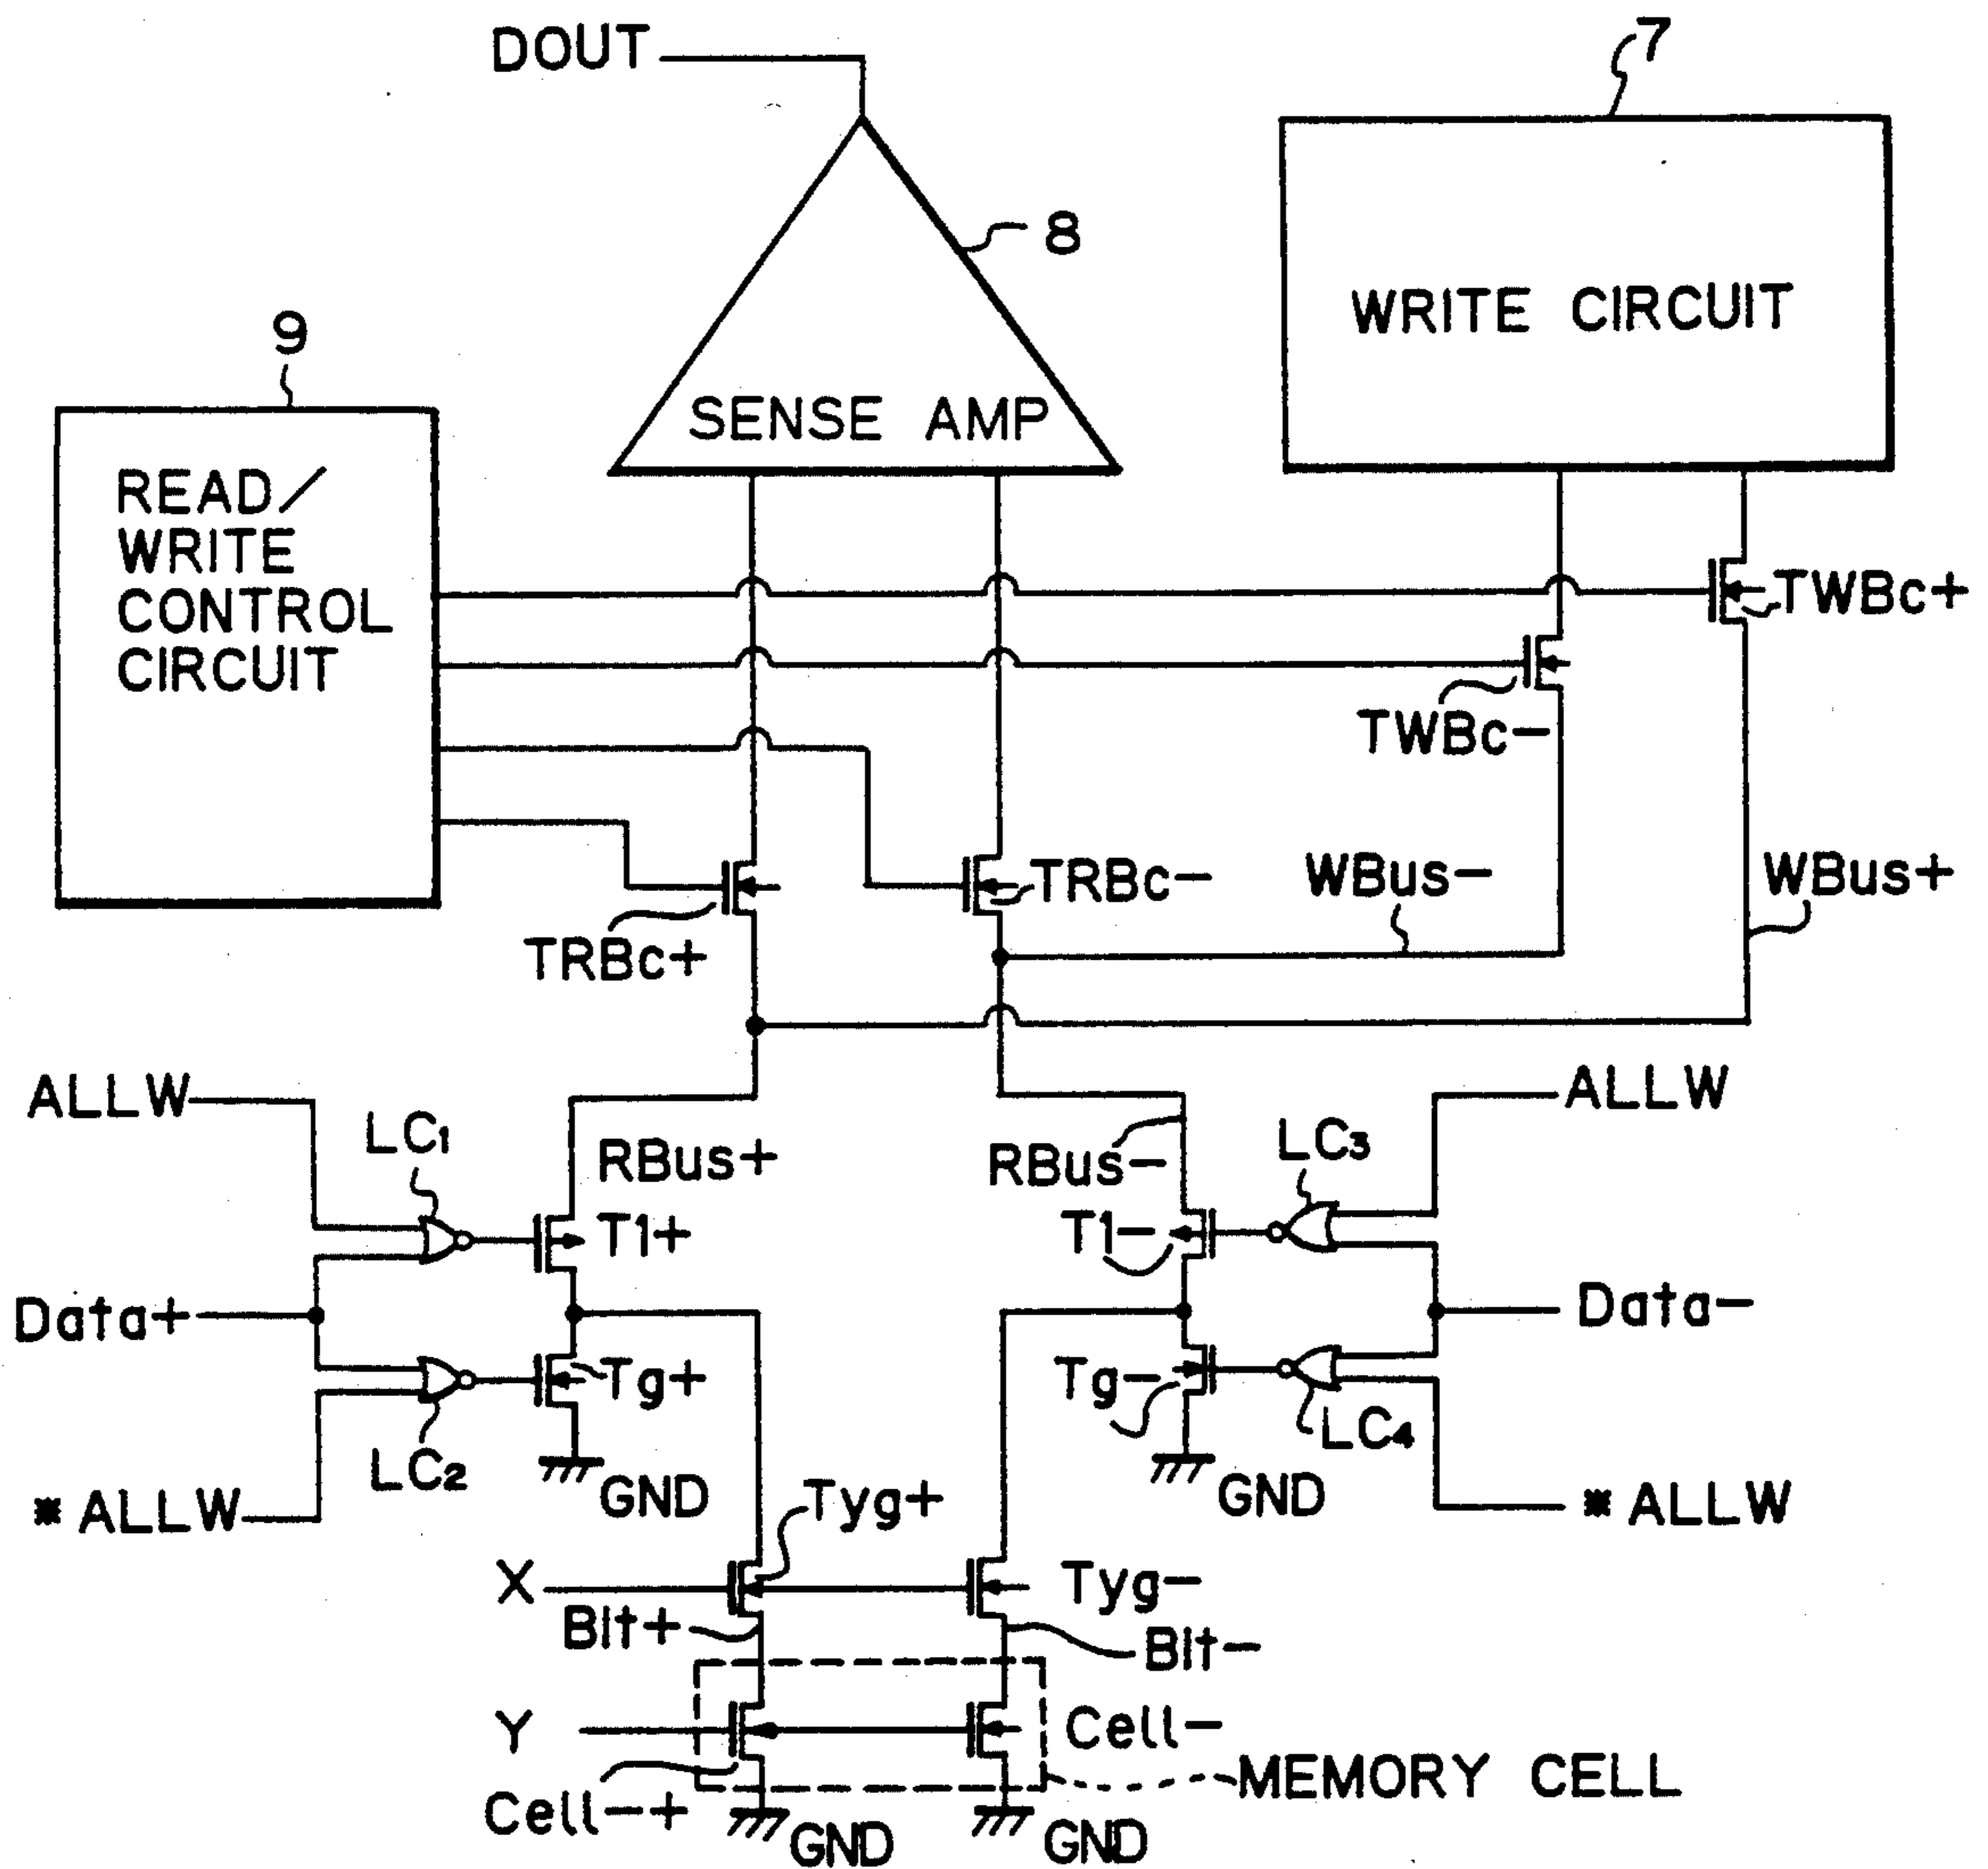 DOUT
7
8
WRITE CIRCUIT
9
SENSE AMP
READ/
WRITE
CONTROL
CIRCUIT
TWBc+
TWBc-
TRBc-
WBus-
WBus+
TRBc+
ALLW
ALLW
LC1
LC3
RBus+
RBus-
T1+
T1-
Data+
Data-
Tg+
Tg-
LC2
LC4
GND
GND
*ALLW
*ALLW
Tyg+
X
Tyg-
Bit+
Bit-
Y
Cell-
MEMORY CELL
Cell-+
GND
GND